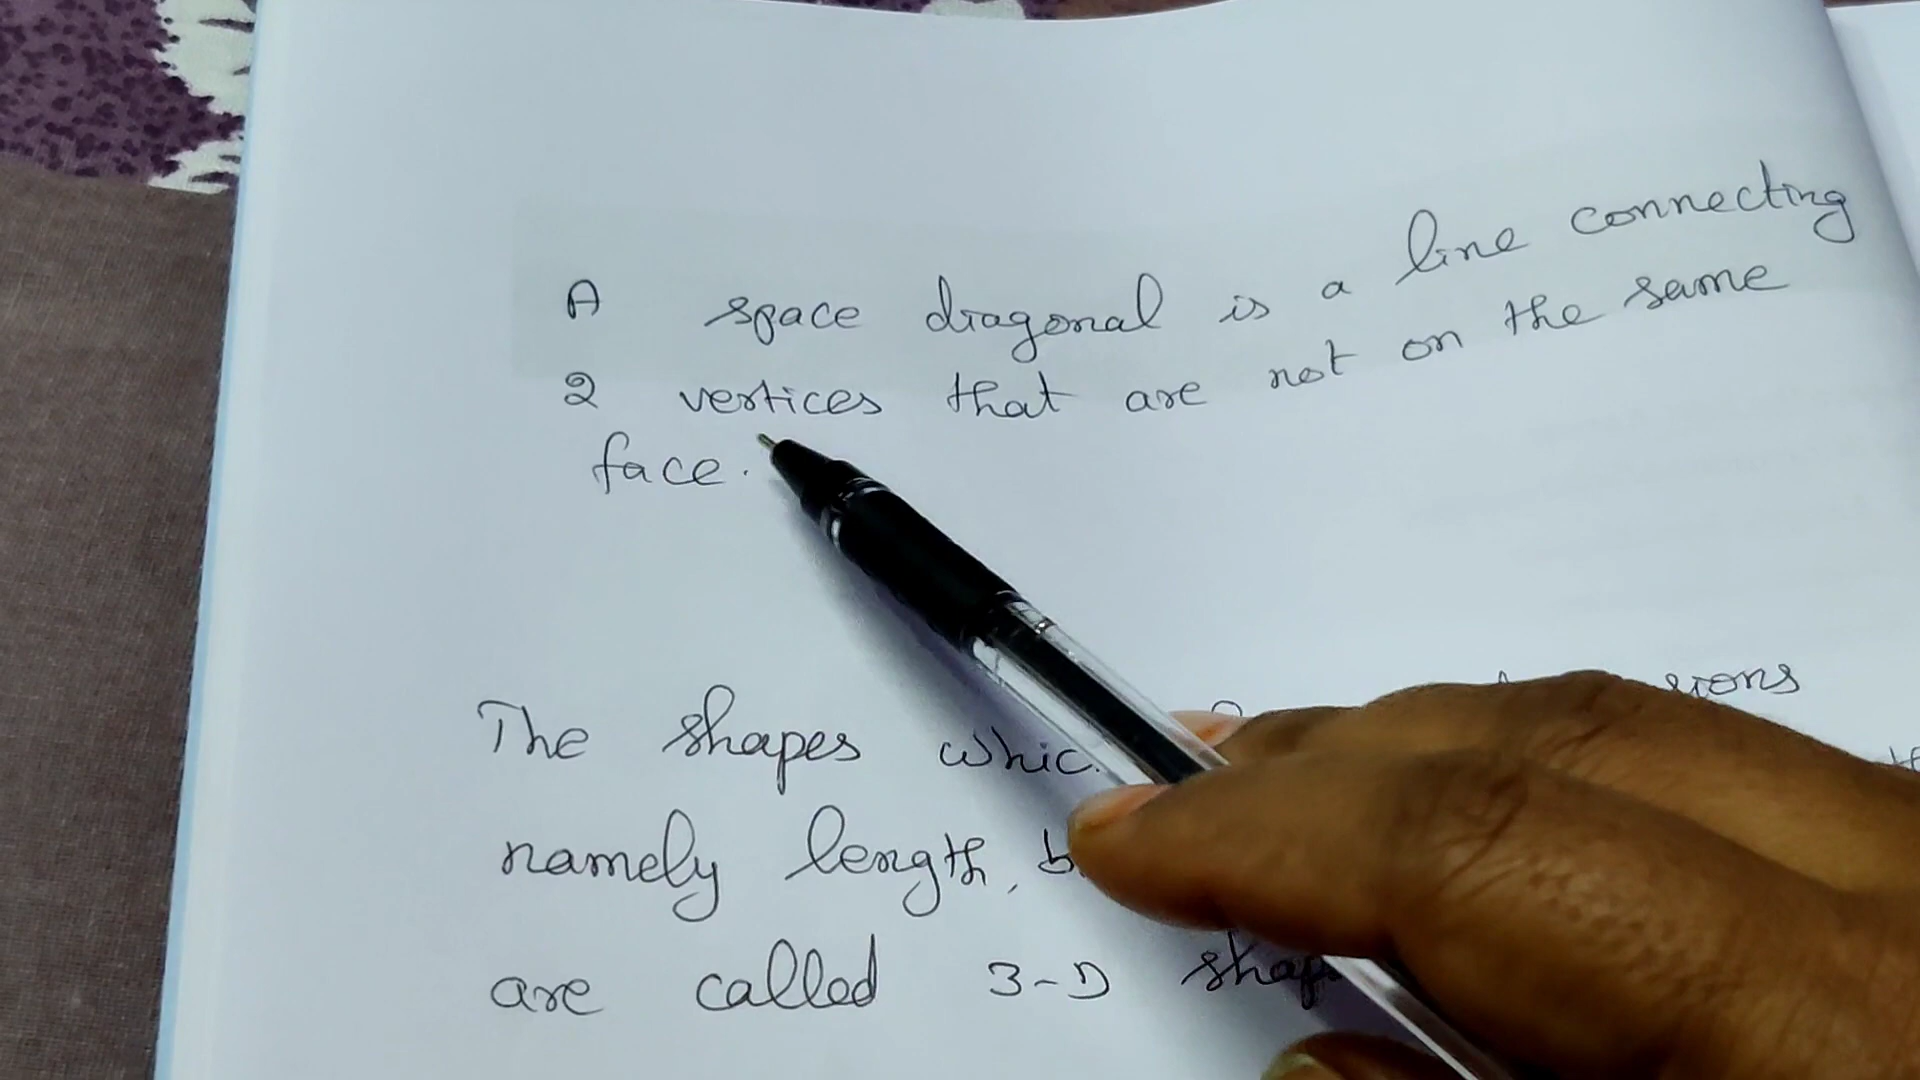 A space diagonal is a line connecting
2 vertices that are not on the same
face.
The shapes
namely length,
are called 3-D